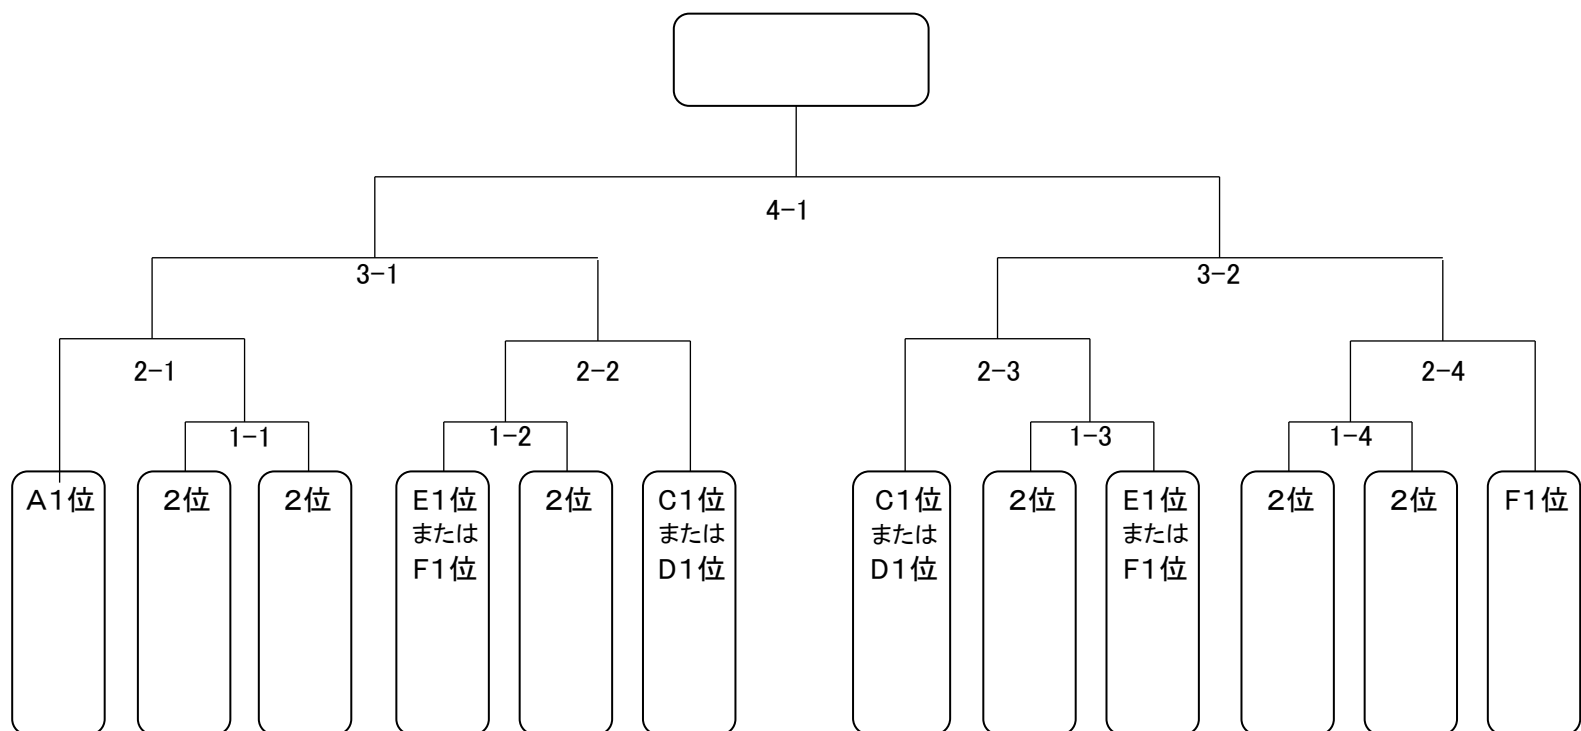 4-1
3-1
3-2
2-1
2-2
2-3
2-4
1-1
1-2
1-3
1-4
A1位
2位
2位
E1位
または
F1位
2位
C1位
または
D1位
C1位
または
D1位
2位
E1位
または
F1位
2位
2位
F1位